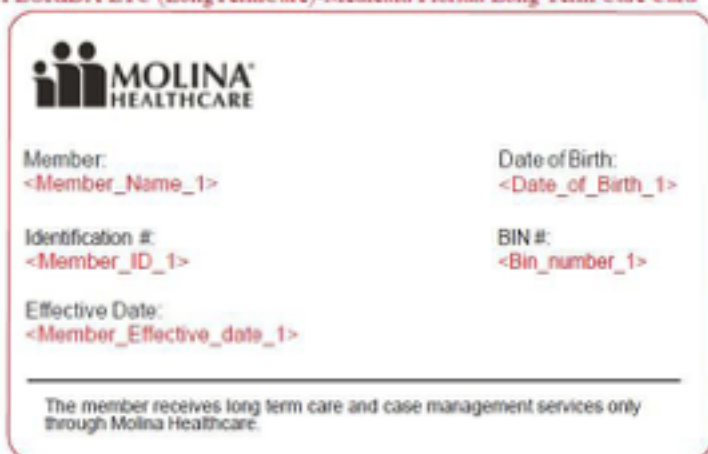 MOLINA®
HEALTHCARE
Member:
<Member_Name_1>
Date of Birth:
<Date_of_Birth_1>
Identification #:
<Member_ID_1>
BIN #:
<Bin_number_1>
Effective Date:
<Member_Effective_date_1>
The member receives long term care and case management services only
through Molina Healthcare.